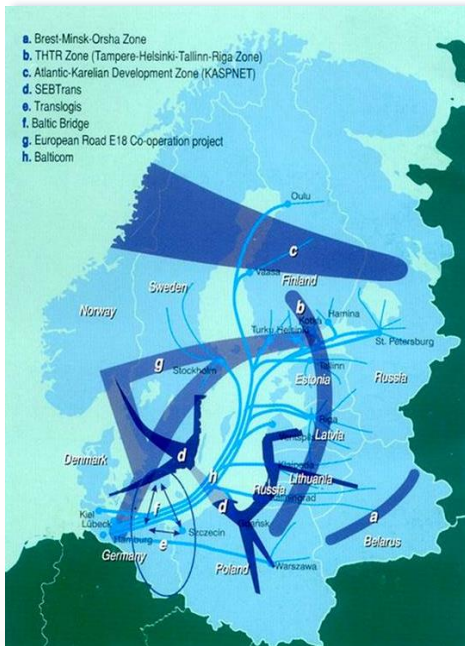 a. Brest-Minsk-Orsha Zone
b. THTR Zone (Tampere-Helsinki-Tallinn-Riga Zone)
c. Atlantic-Karelian Development Zone (KASPNET)
d. SEBTrans
e. Translogis
f. Baltic Bridge
g. European Road E18 Co-operation project
h. Balticom
Oulu
c
Vaasa
Finland
Sweden
Norway
b
Hamina
Kotka
Turku Helsinki
St. Petersburg
g
Stockholm
Tallinn
Estonia
Russia
Riga
Latvia
d
Denmark
h
Lithuania
Russia
Kiel
Lübeck
f
d
a
Hamburg
Szczecin
Gdańsk
e
Belarus
Germany
Poland
Warszawa